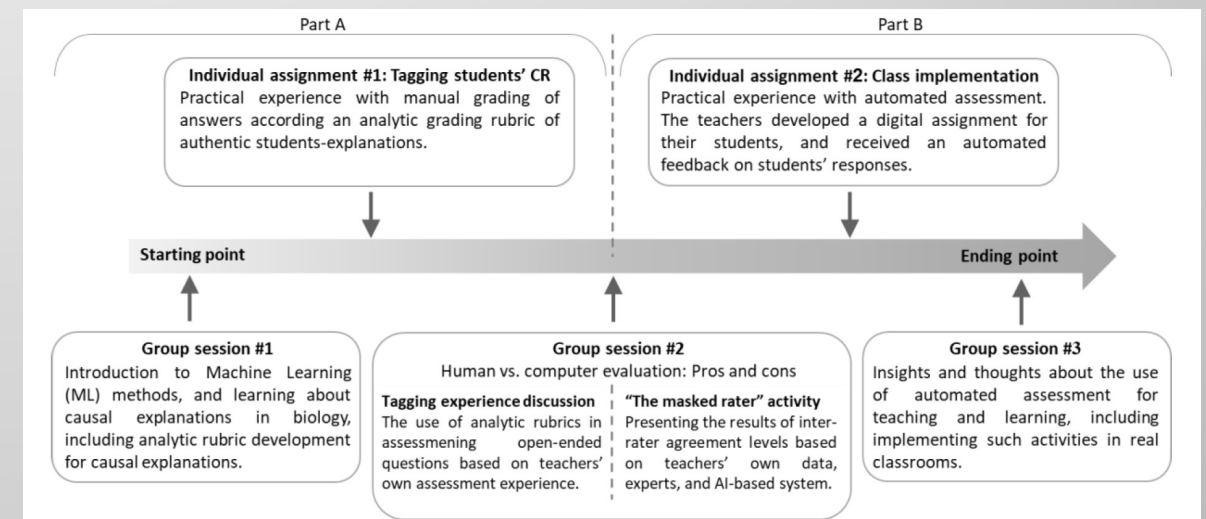 Part A
Part B
Individual assignment #1: Tagging students' CR
Practical experience with manual grading of
answers according an analytic grading rubric of
authentic students-explanations.
Individual assignment #2: Class implementation
Practical experience with automated assessment.
The teachers developed a digital assignment for
their students, and received an automated
feedback on students' responses.
Starting point
Ending point
Group session #1
Introduction to Machine Learning
(ML) methods, and learning about
causal explanations in biology,
including analytic rubric development
for causal explanations.
Group session #2
Human vs. computer evaluation: Pros and cons
Tagging experience discussion
The use of analytic rubrics in
assessmening open-ended
questions based on teachers'
own assessment experience.
"The masked rater" activity
Presenting the results of inter-
rater agreement levels based
on teachers' own data,
experts, and AI-based system.
Group session #3
Insights and thoughts about the use
of automated assessment for
teaching and learning, including
implementing such activities in real
classrooms.